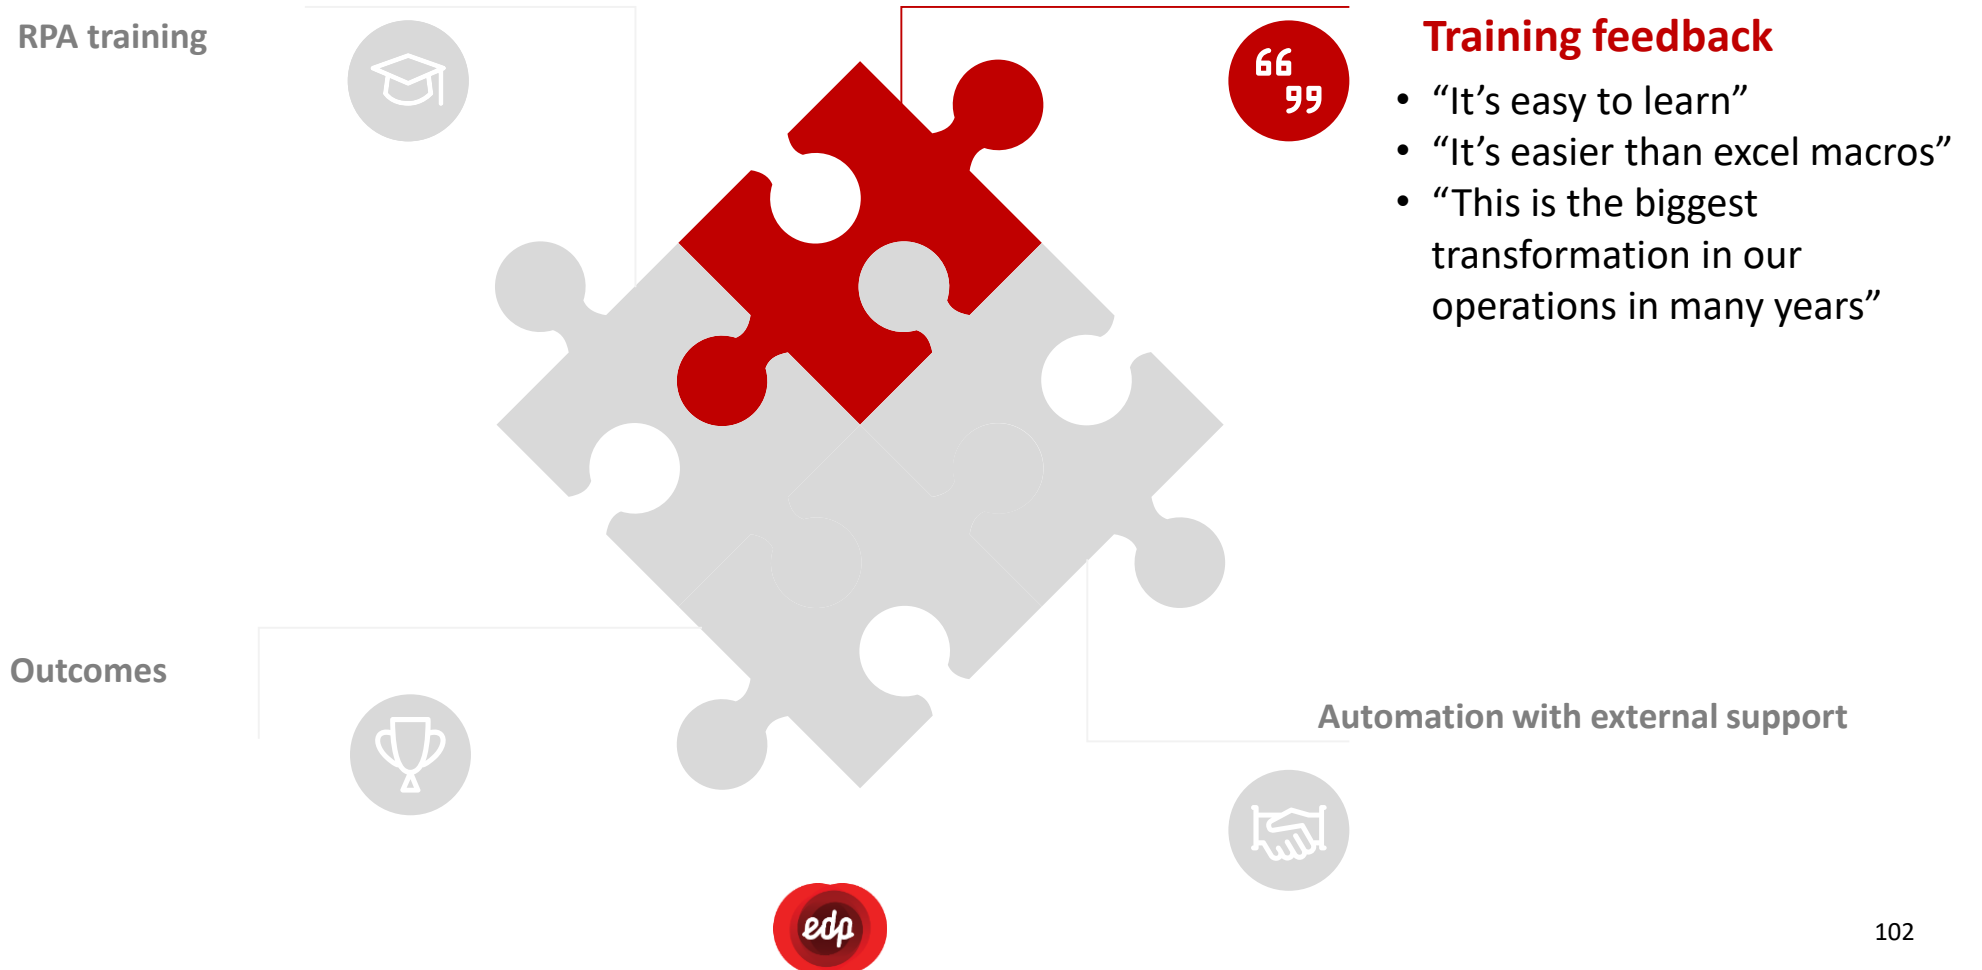 RPA training
Training feedback
• “It’s easy to learn”
• “It’s easier than excel macros”
• “This is the biggest
transformation in our
operations in many years”
Outcomes
Automation with external support
edp
102